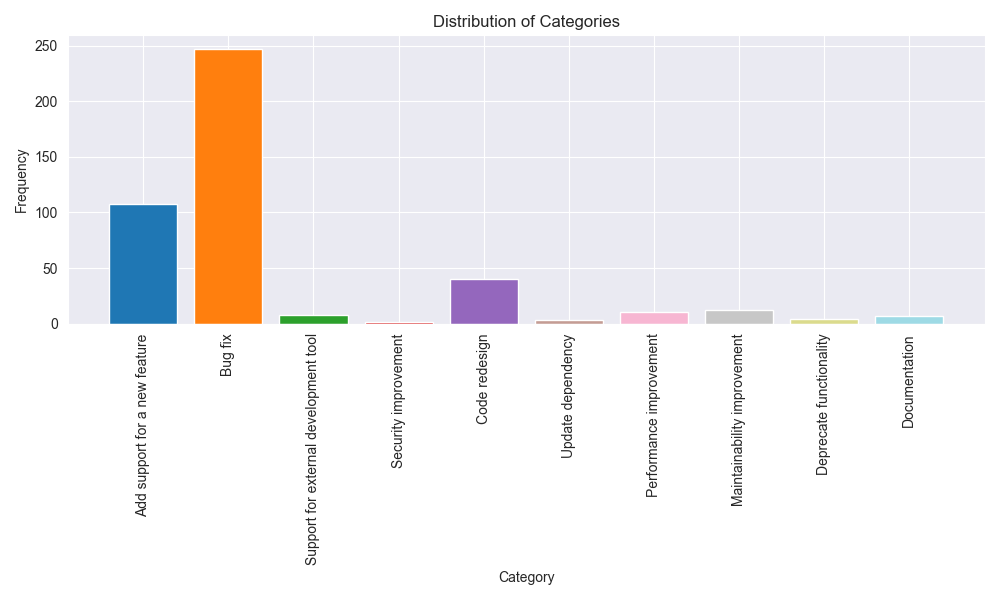 Distribution of Categories
250
200
150
100
50
0
Frequency
Add support for a new feature
Bug fix
Support for external development tool
Security improvement
Code redesign
Update dependency
Performance improvement
Maintainability improvement
Deprecate functionality
Documentation
Category